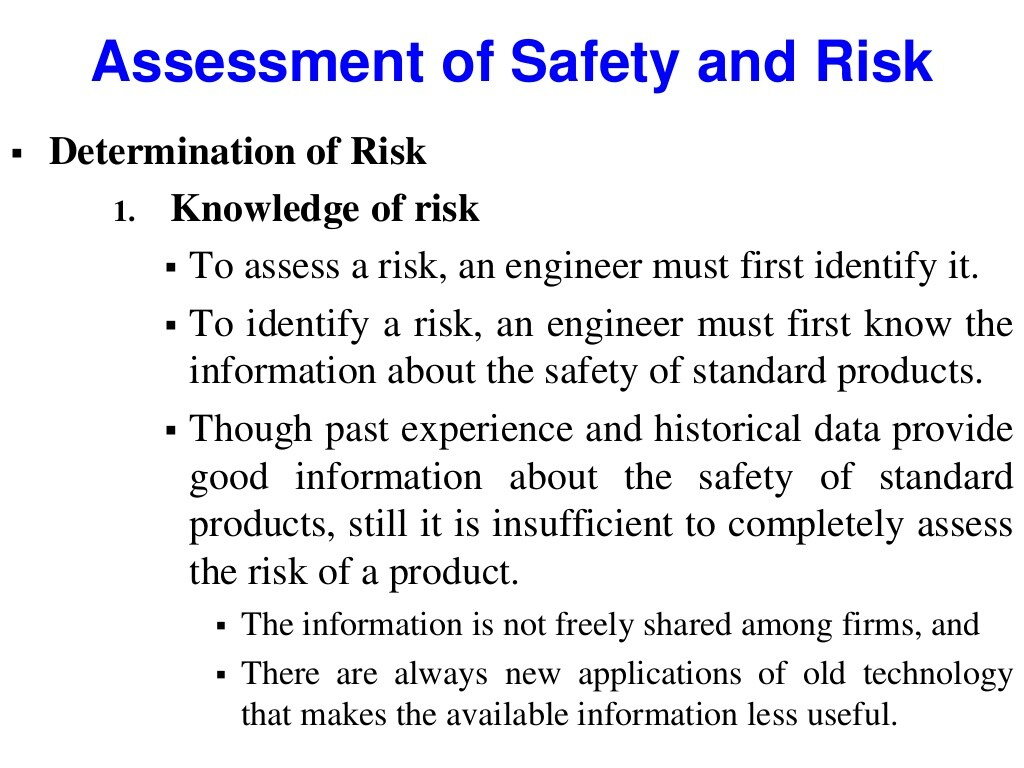 Assessment of Safety and Risk
▪ Determination of Risk
1. Knowledge of risk
▪ To assess a risk, an engineer must first identify it.
▪ To identify a risk, an engineer must first know the
information about the safety of standard products.
▪ Though past experience and historical data provide
good information about the safety of standard
products, still it is insufficient to completely assess
the risk of a product.
▪ The information is not freely shared among firms, and
▪ There are always new applications of old technology
that makes the available information less useful.